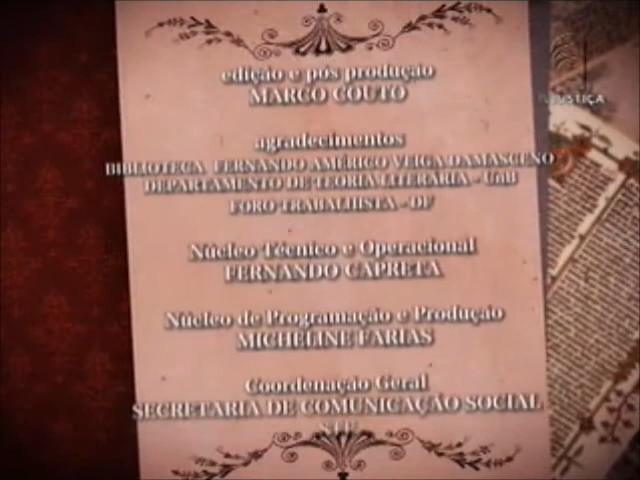 edição e pós produção
MARCO COUTO
agradecimentos
BIBLIOTECA FERNANDO AMÉRICO VEIGA DAMASCENO
DEPARTAMENTO DE TEORIA LITERÁRIA - UnB
FORO TRABALHISTA - DF
Núcleo Técnico e Operacional
FERNANDO CAPRETA
Núcleo de Programação e Produção
MICHELINE FARIAS
Coordenação Geral
SECRETARIA DE COMUNICAÇÃO SOCIAL
STF
JUSTIÇA